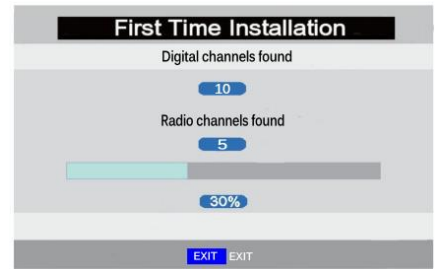 First Time Installation
Digital channels found
10
Radio channels found
5
30%
EXIT EXIT